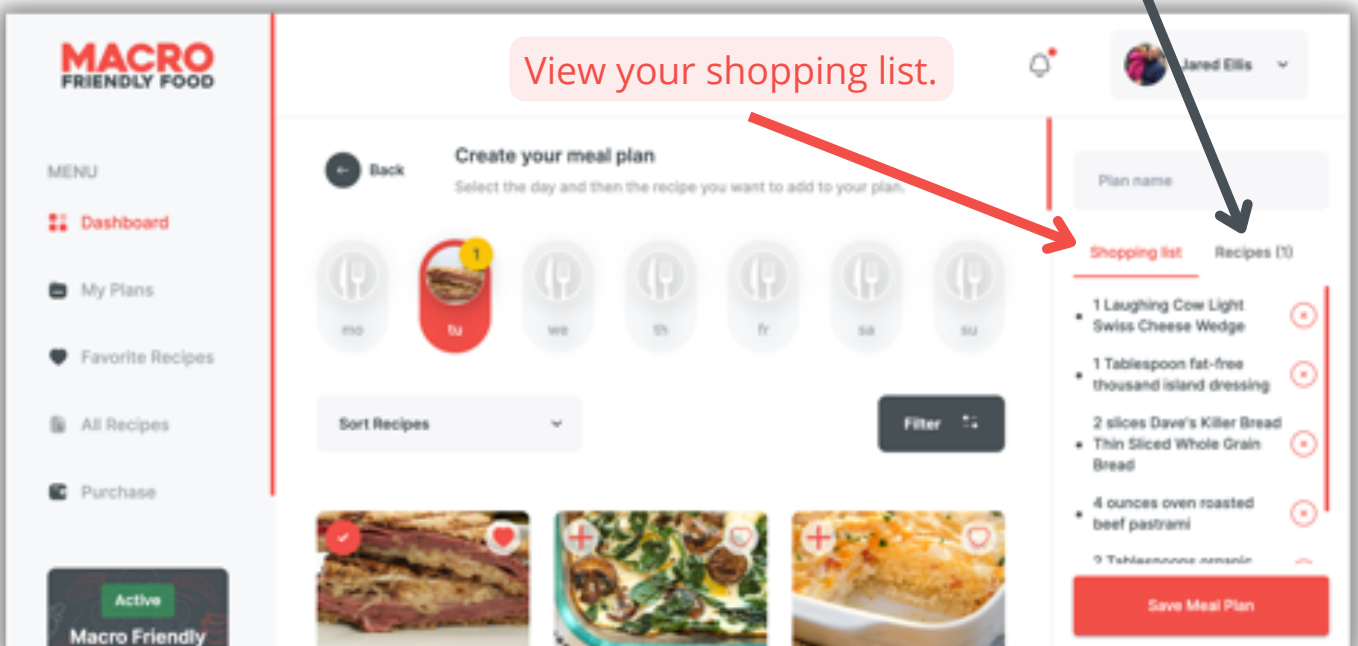 MACRO
FRIENDLY FOOD
View your shopping list.
Jared Ellis
MENU
Dashboard
My Plans
Favorite Recipes
All Recipes
Purchase
Active
Macro Friendly
Back
Create your meal plan
Select the day and then the recipe you want to add to your plan.
1
mo
tu
we
th
fr
sa
su
Sort Recipes
Filter
Plan name
Shopping list
Recipes (1)
1 Laughing Cow Light
Swiss Cheese Wedge
1 Tablespoon fat-free
thousand island dressing
2 slices Dave's Killer Bread
Thin Sliced Whole Grain
Bread
4 ounces oven roasted
beef pastrami
2 Tablespoons organic
Save Meal Plan